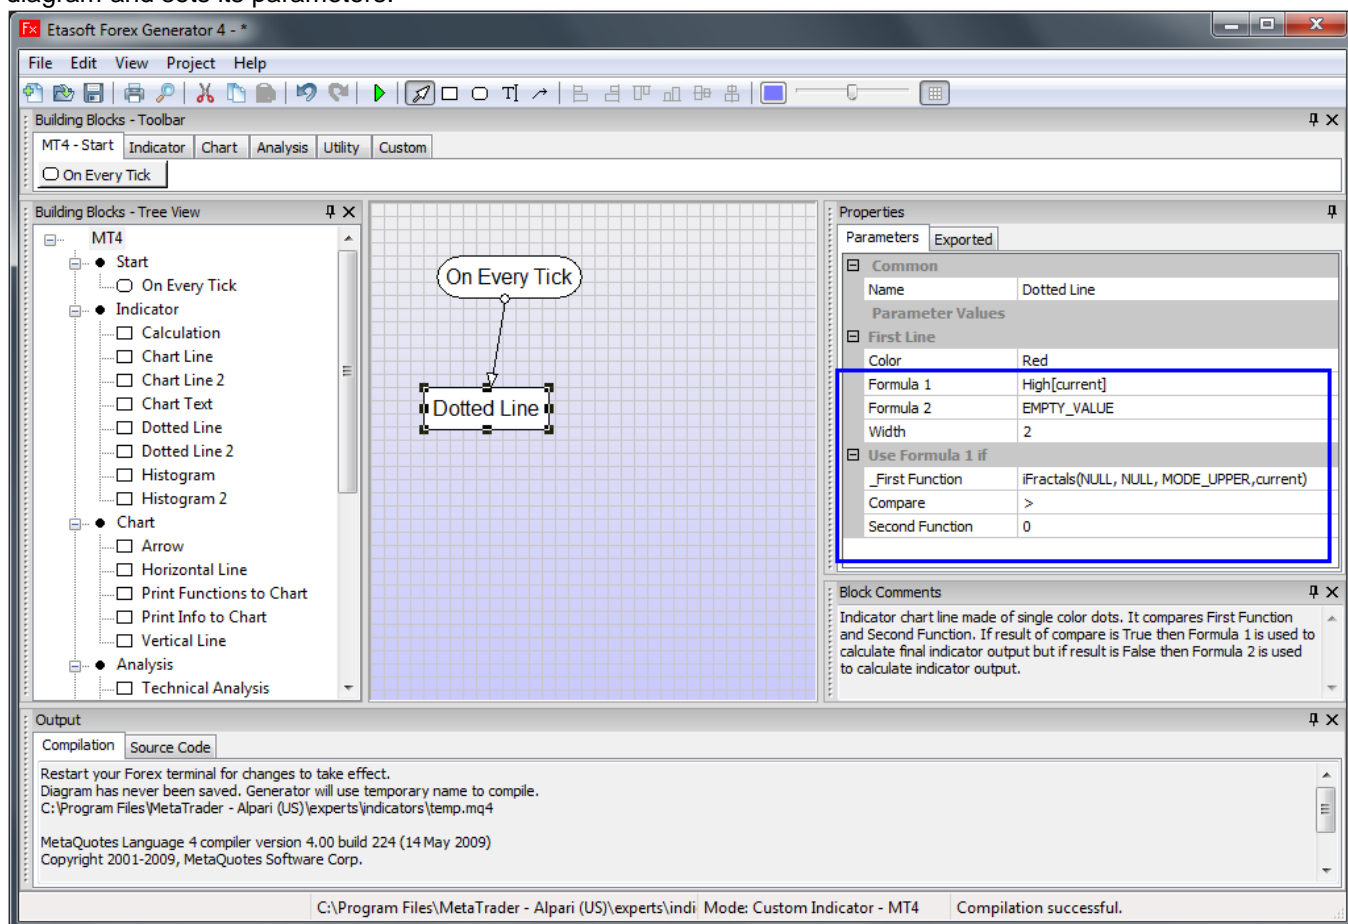 diagram and sets its parameters.
Etasoft Forex Generator 4 - *
File Edit View Project Help
Building Blocks - Toolbar
MT4 - Start Indicator Chart Analysis Utility Custom
On Every Tick
Building Blocks - Tree View
MT4
Start
On Every Tick
Indicator
Calculation
Chart Line
Chart Line 2
Chart Text
Dotted Line
Dotted Line 2
Histogram
Histogram 2
Chart
Arrow
Horizontal Line
Print Functions to Chart
Print Info to Chart
Vertical Line
Analysis
Technical Analysis
On Every Tick
Dotted Line
Properties
Parameters Exported
Common
Name Dotted Line
Parameter Values
First Line
Color Red
Formula 1 High[current]
Formula 2 EMPTY_VALUE
Width 2
Use Formula 1 if
_First Function iFractals(NULL, NULL, MODE_UPPER,current)
Compare >
Second Function 0
Block Comments
Indicator chart line made of single color dots. It compares First Function
and Second Function. If result of compare is True then Formula 1 is used to
calculate final indicator output but if result is False then Formula 2 is used
to calculate indicator output.
Output
Compilation Source Code
Restart your Forex terminal for changes to take effect.
Diagram has never been saved. Generator will use temporary name to compile.
C:\Program Files\MetaTrader - Alpari (US)\experts\indicators\temp.mq4
MetaQuotes Language 4 compiler version 4.00 build 224 (14 May 2009)
Copyright 2001-2009, MetaQuotes Software Corp.
C:\Program Files\MetaTrader - Alpari (US)\experts\indi Mode: Custom Indicator - MT4 Compilation successful.